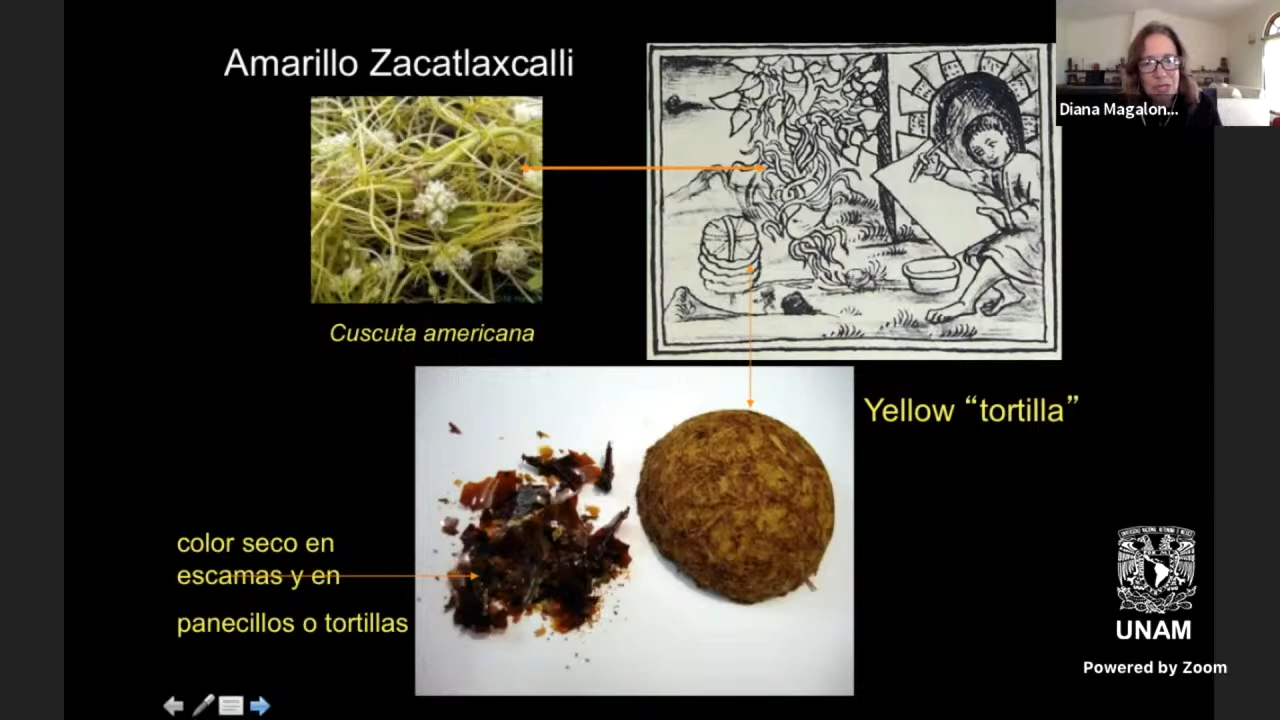 Amarillo Zacatlaxcalli
Diana Magalon...
Cuscuta americana
Yellow “tortilla”
color seco en
escamas y en
panecillos o tortillas
UNAM
Powered by Zoom